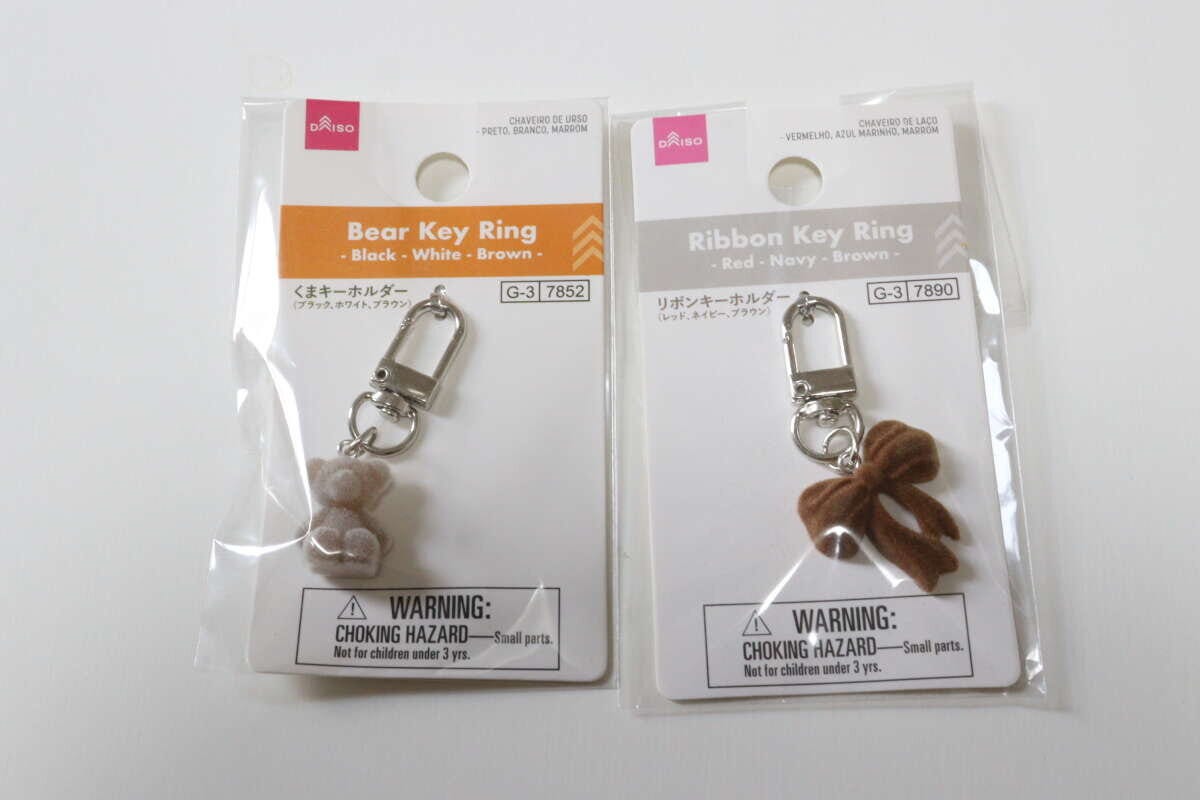 DAISO
CHAVEIRO DE URSO
- PRETO, BRANCO, MARROM
Bear Key Ring
- Black - White - Brown -
くまキーホルダー
(ブラック、ホワイト、ブラウン)
G-3 7852
WARNING:
CHOKING HAZARD—Small parts.
Not for children under 3 yrs.
DAISO
CHAVEIRO DE LAÇO
- VERMELHO, AZUL MARINHO, MARROM
Ribbon Key Ring
- Red - Navy - Brown -
リボンキーホルダー
(レッド、ネイビー、ブラウン)
G-3 7890
WARNING:
CHOKING HAZARD—Small parts.
Not for children under 3 yrs.